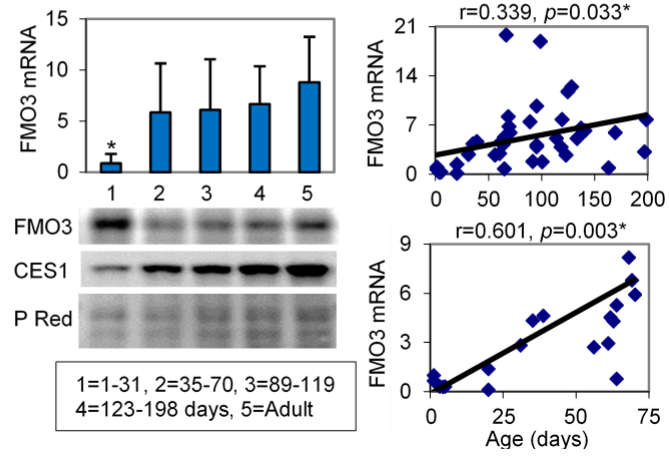 15
10
5
0
FMO3 mRNA
*
1 2 3 4 5
FMO3
CES1
P Red
1=1-31, 2=35-70, 3=89-119
4=123-198 days, 5=Adult
r=0.339, p=0.033*
21
14
7
0
FMO3 mRNA
0 50 100 150 200
r=0.601, p=0.003*
9
6
3
0
FMO3 mRNA
0 25 50 75
Age (days)